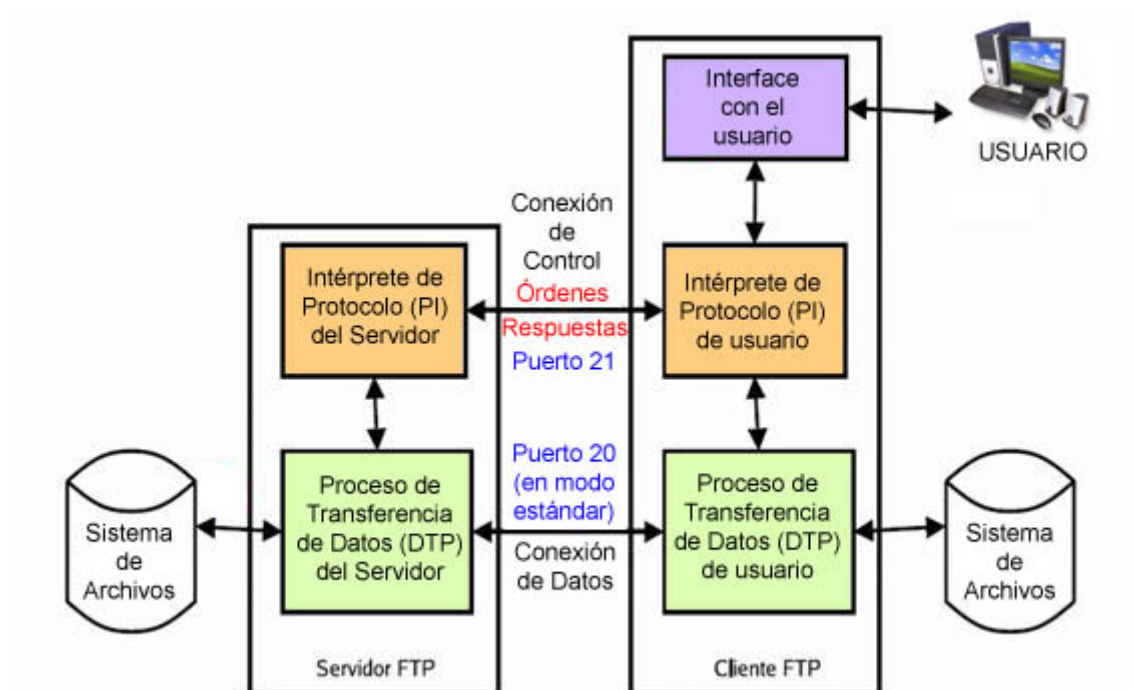 Interface
con el
usuario
USUARIO
Conexión
de
Control
Órdenes
Respuestas
Puerto 21
Intérprete de
Protocolo (PI)
del Servidor
Intérprete de
Protocolo (PI)
de usuario
Puerto 20
(en modo
estándar)
Conexión
de Datos
Sistema
de
Archivos
Proceso de
Transferencia
de Datos (DTP)
del Servidor
Proceso de
Transferencia
de Datos (DTP)
de usuario
Sistema
de
Archivos
Servidor FTP
Cliente FTP